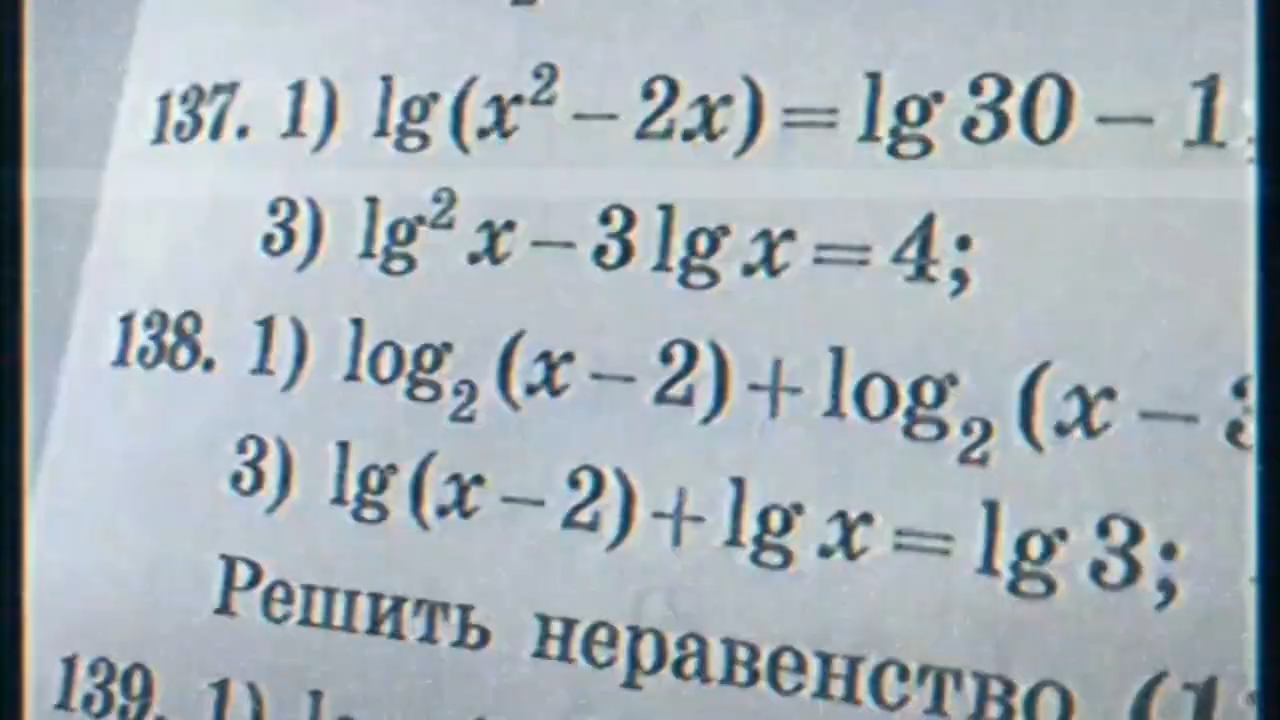 137. 1) lg(x² − 2x) = lg 30 − 1
3) lg² x − 3 lg x = 4;
138. 1) log₂ (x − 2) + log₂ (x −
3) lg (x − 2) + lg x = lg 3;
Решить неравенство (1
139. 1)